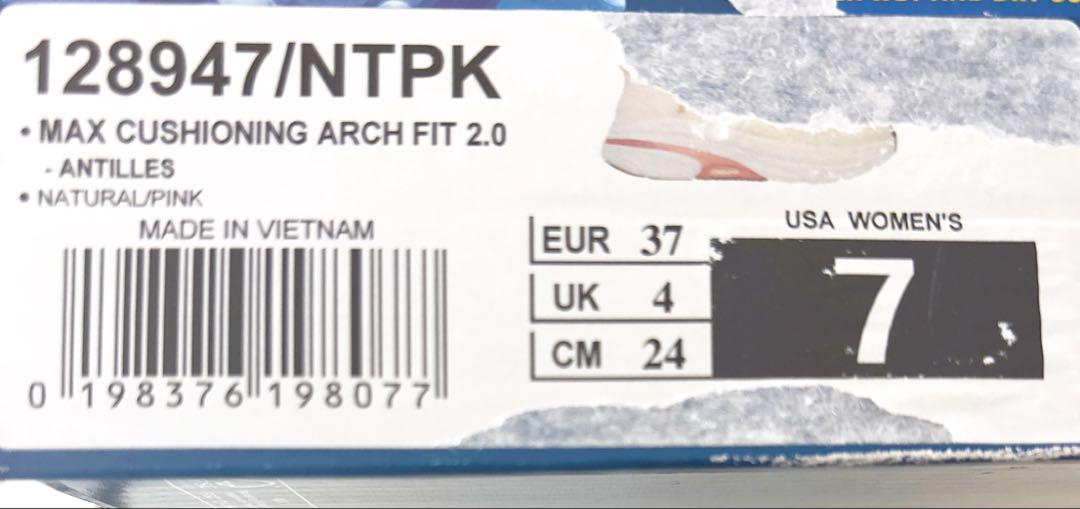 128947/NTPK
• MAX CUSHIONING ARCH FIT 2.0
- ANTILLES
• NATURAL/PINK
MADE IN VIETNAM
0 198376 198077
USA WOMEN'S
7
EUR 37
UK 4
CM 24